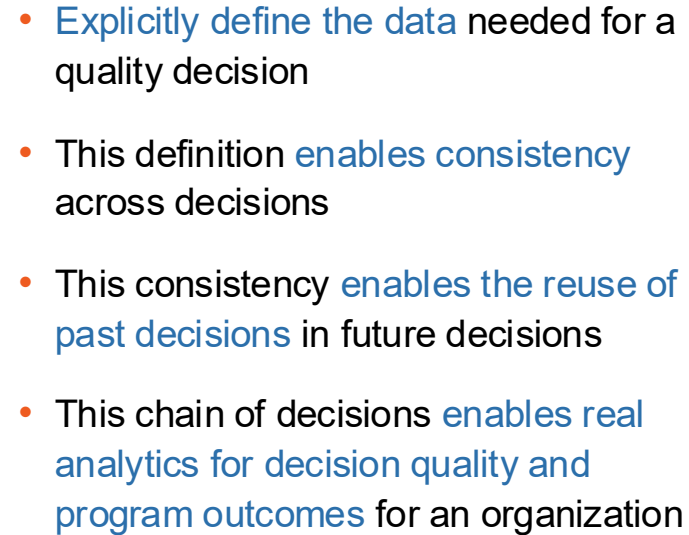 • Explicitly define the data needed for a
quality decision
• This definition enables consistency
across decisions
• This consistency enables the reuse of
past decisions in future decisions
• This chain of decisions enables real
analytics for decision quality and
program outcomes for an organization